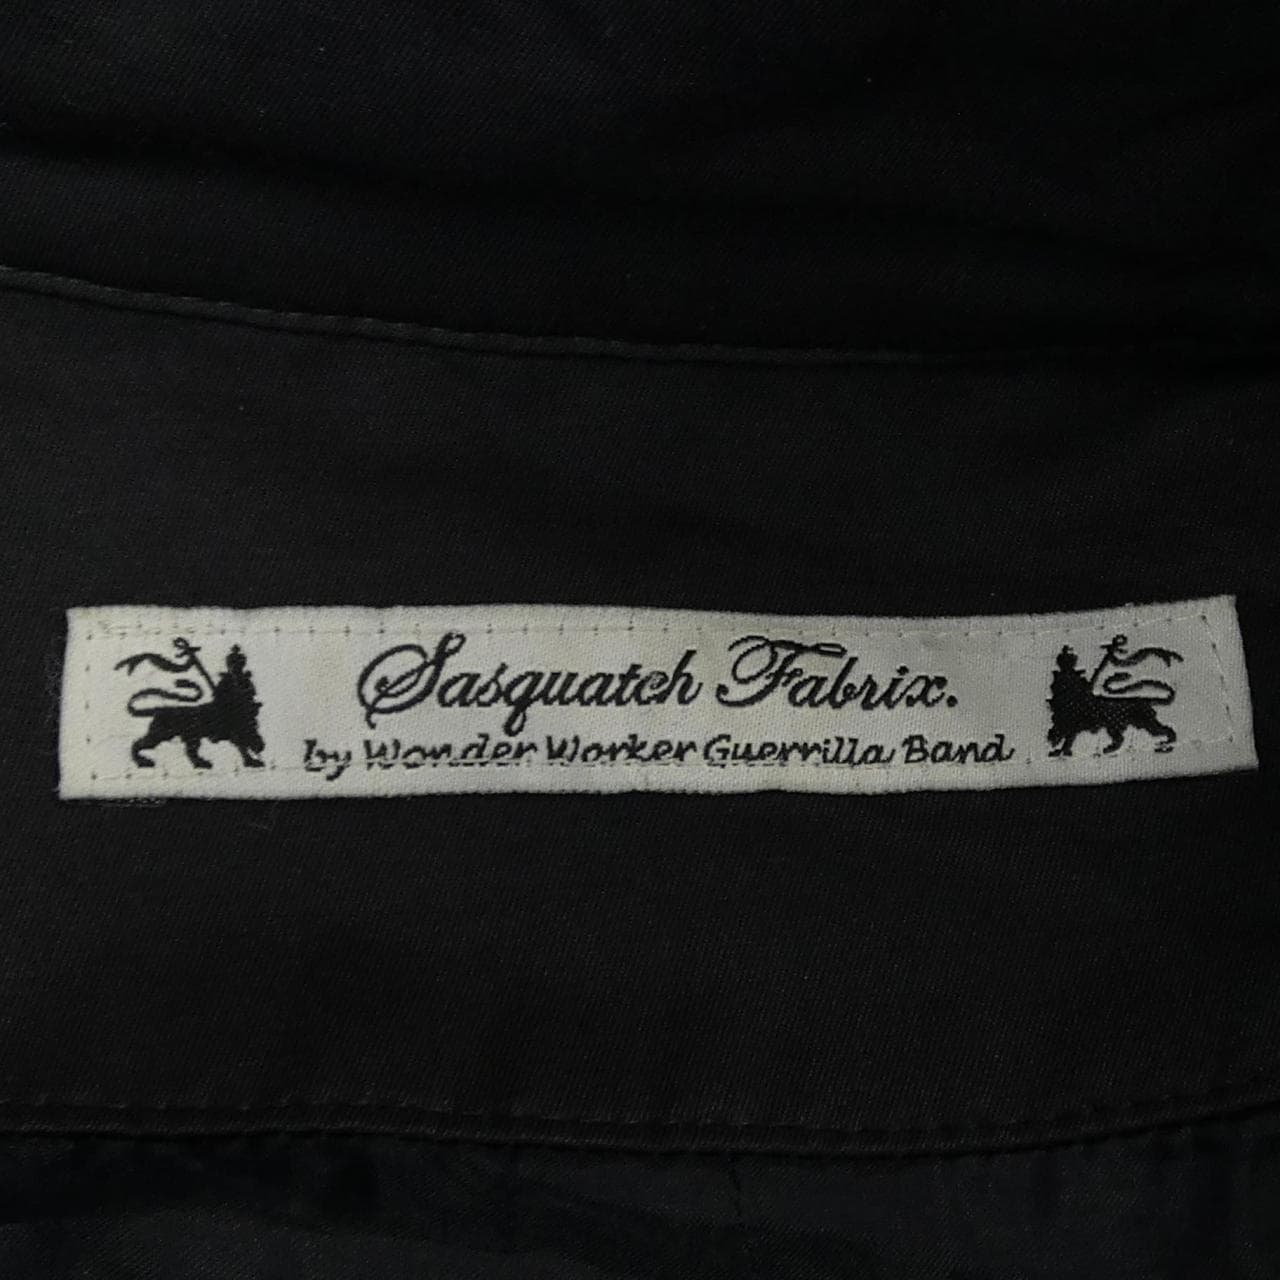 Sasquatch Fabrix.
by Wonder Worker Guerrilla Band